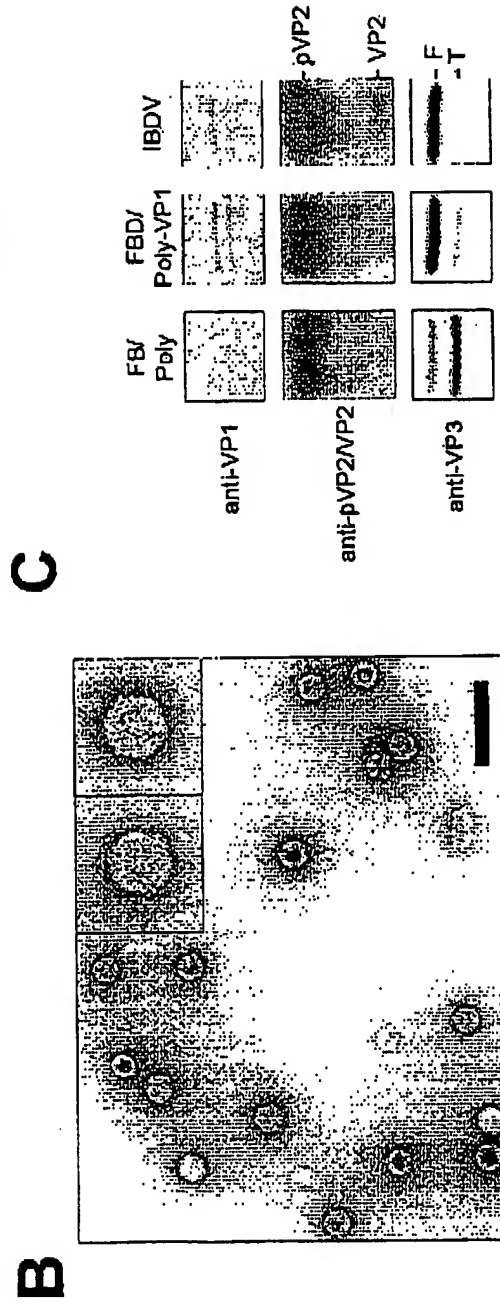 B
C
FB/
Poly
FBD/
Poly-VP1
IBDV
anti-VP1
anti-pVP2/VP2
pVP2
VP2
anti-VP3
F
T